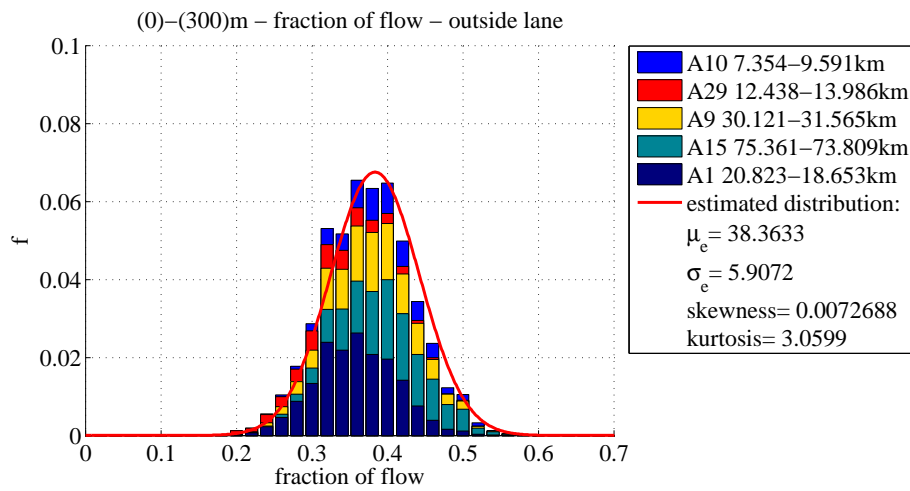 (0)−(300)m − fraction of flow − outside lane
0.1
0.08
0.06
0.04
0.02
0
f
0 0.1 0.2 0.3 0.4 0.5 0.6 0.7
fraction of flow
A10 7.354−9.591km
A29 12.438−13.986km
A9 30.121−31.565km
A15 75.361−73.809km
A1 20.823−18.653km
estimated distribution:
μ_e= 38.3633
σ_e= 5.9072
skewness= 0.0072688
kurtosis= 3.0599